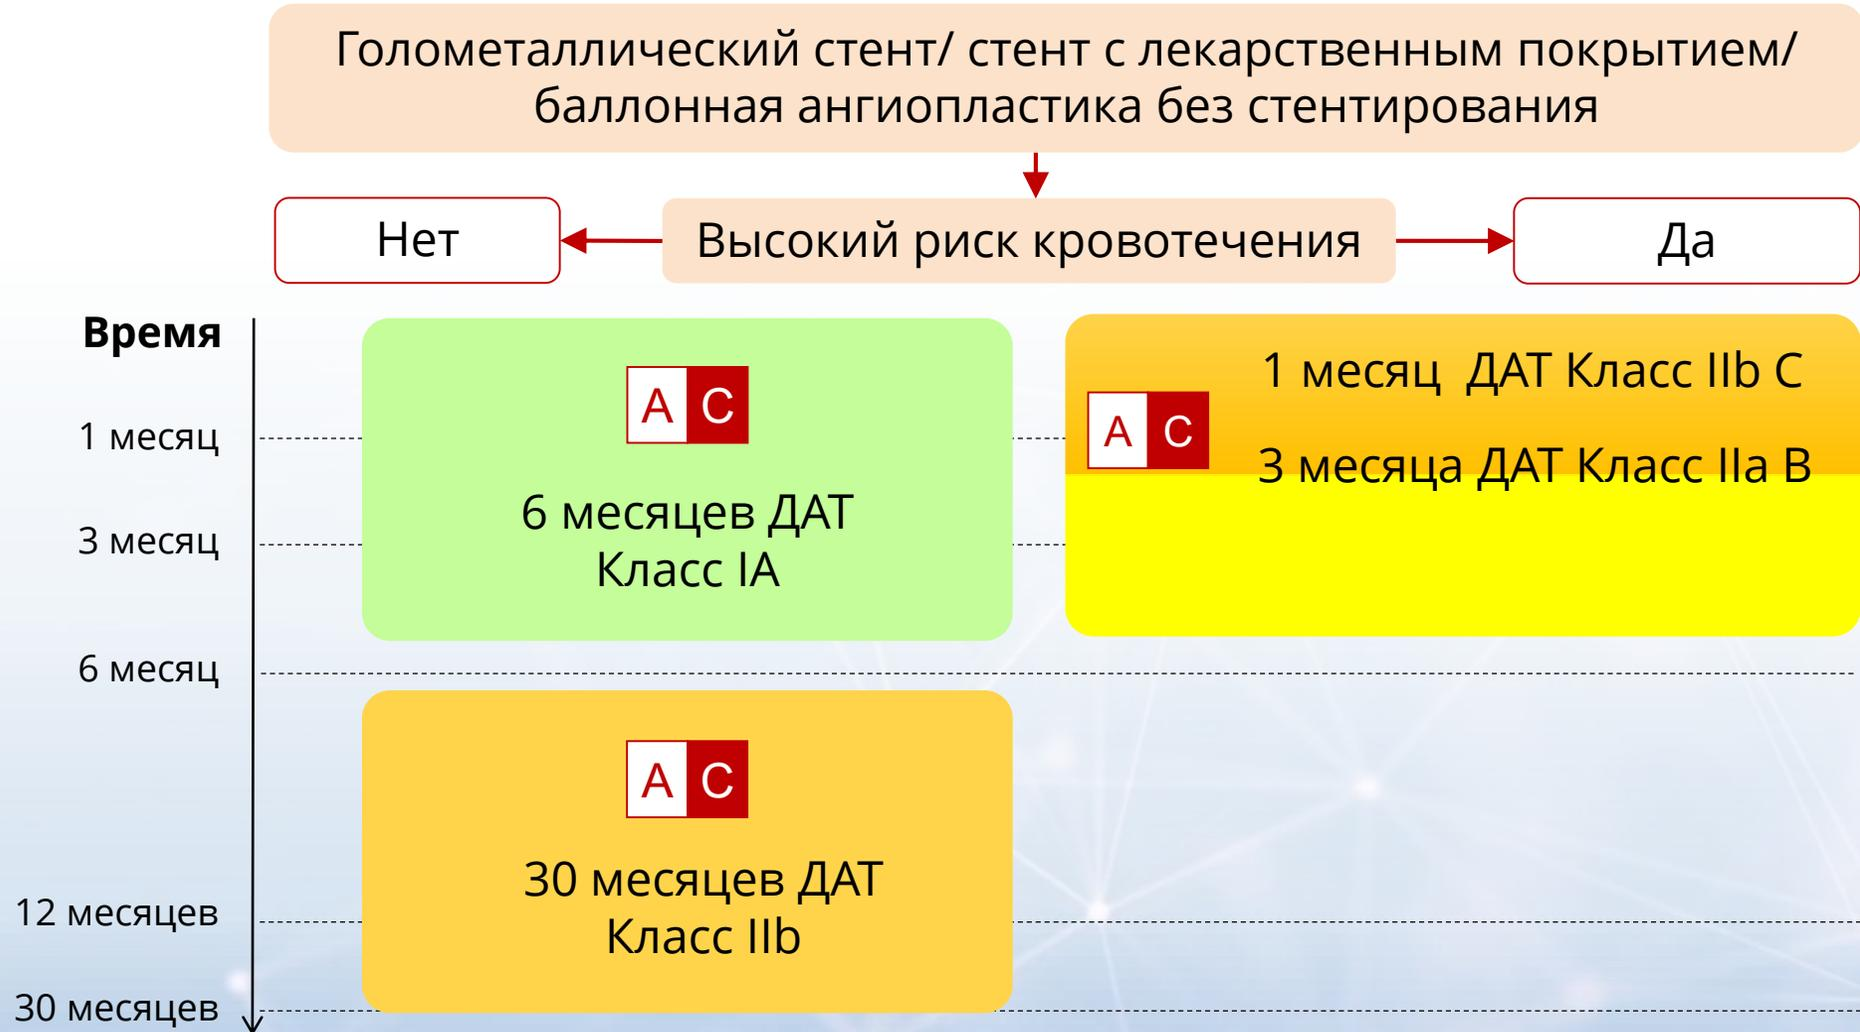 Голометаллический стент/ стент с лекарственным покрытием/
баллонная ангиопластика без стентирования
Нет
Высокий риск кровотечения
Да
Время
1 месяц
3 месяц
6 месяц
12 месяцев
30 месяцев
A C
6 месяцев ДАТ
Класс IA
1 месяц ДАТ Класс IIb C
A C
3 месяца ДАТ Класс IIa B
A C
30 месяцев ДАТ
Класс IIb